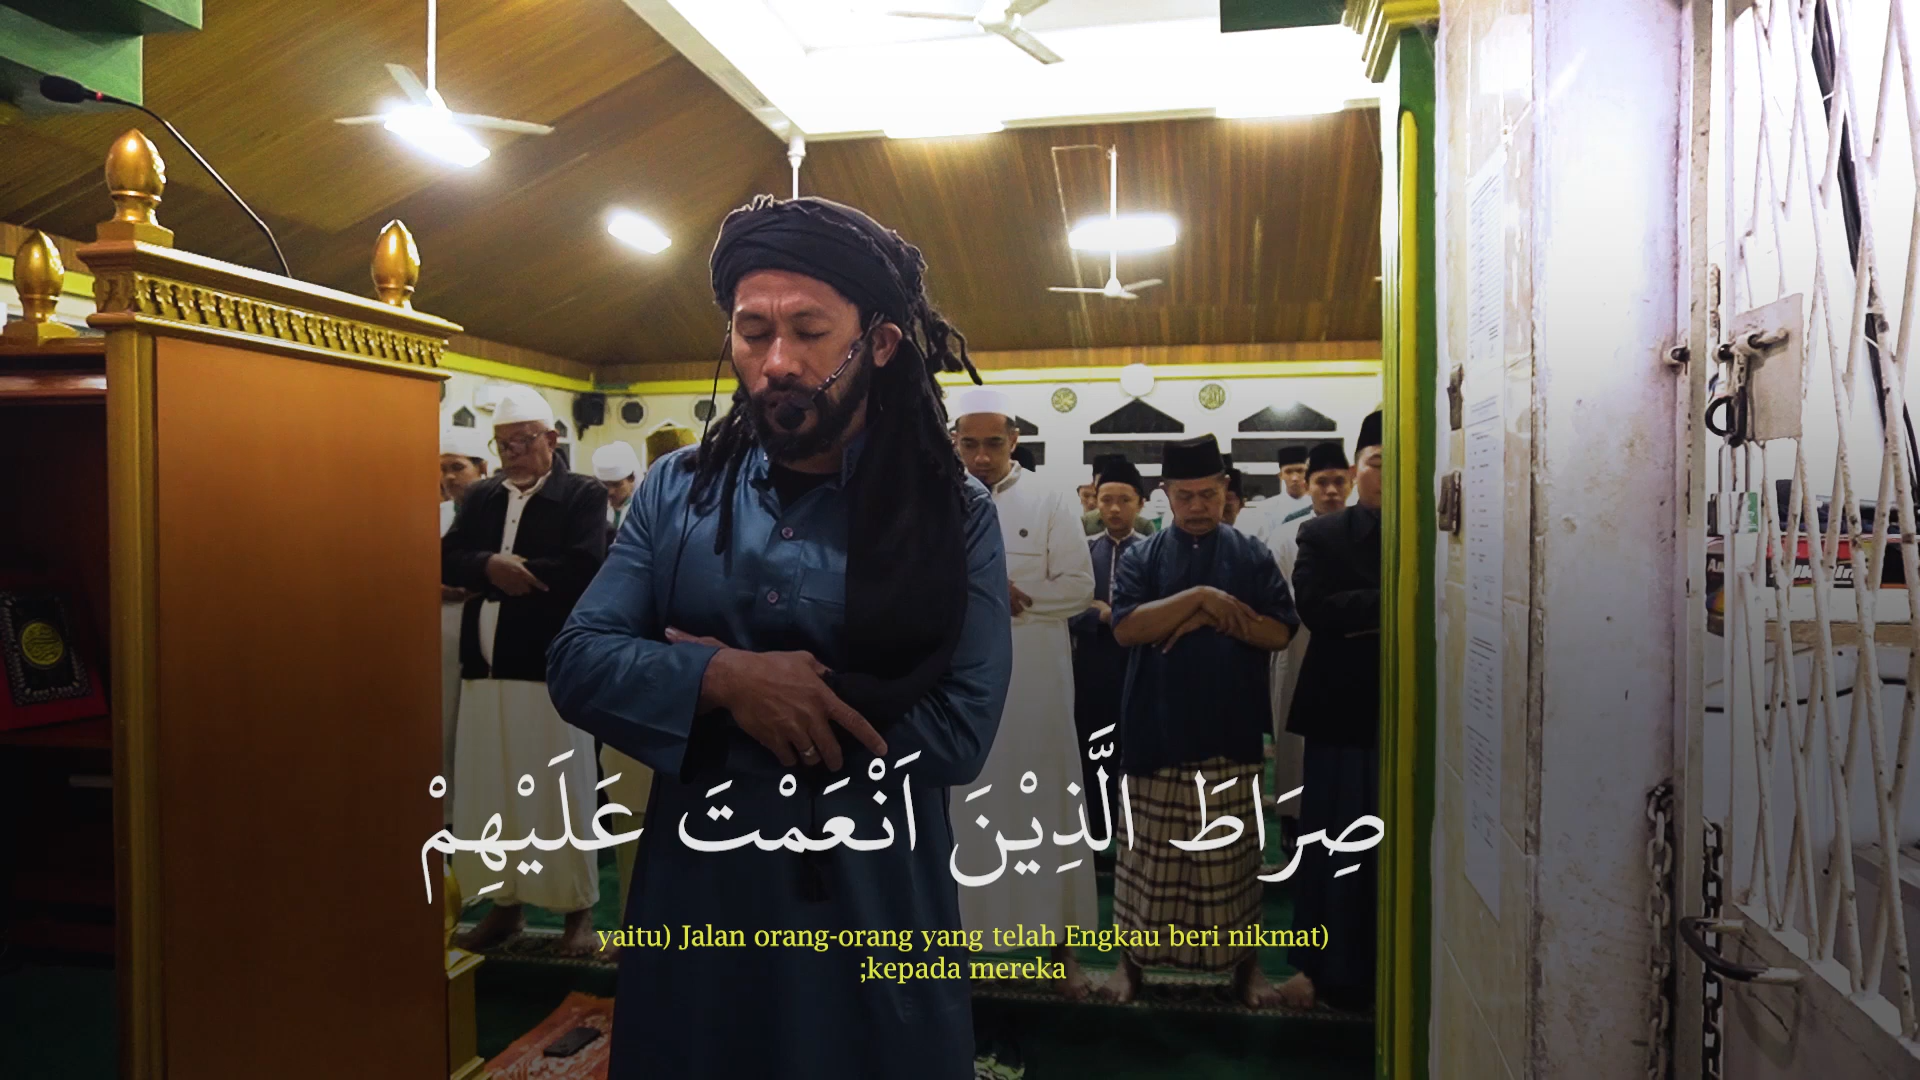 صِرَاطَ الَّذِيْنَ اَنْعَمْتَ عَلَيْهِمْ
yaitu) Jalan orang-orang yang telah Engkau beri nikmat)
;kepada mereka